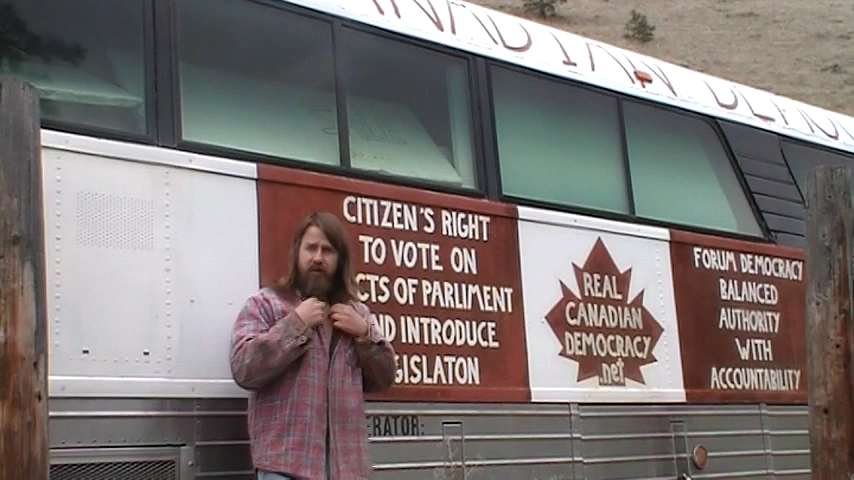 CITIZEN'S RIGHT
TO VOTE ON
CTS OF PARLIMENT
ND INTRODUCE
GISLATON
REAL
CANADIAN
DEMOCRACY
.net
FORUM DEMOCRACY
BALANCED
AUTHORITY
WITH
ACCOUNTABILITY
ERATOR: